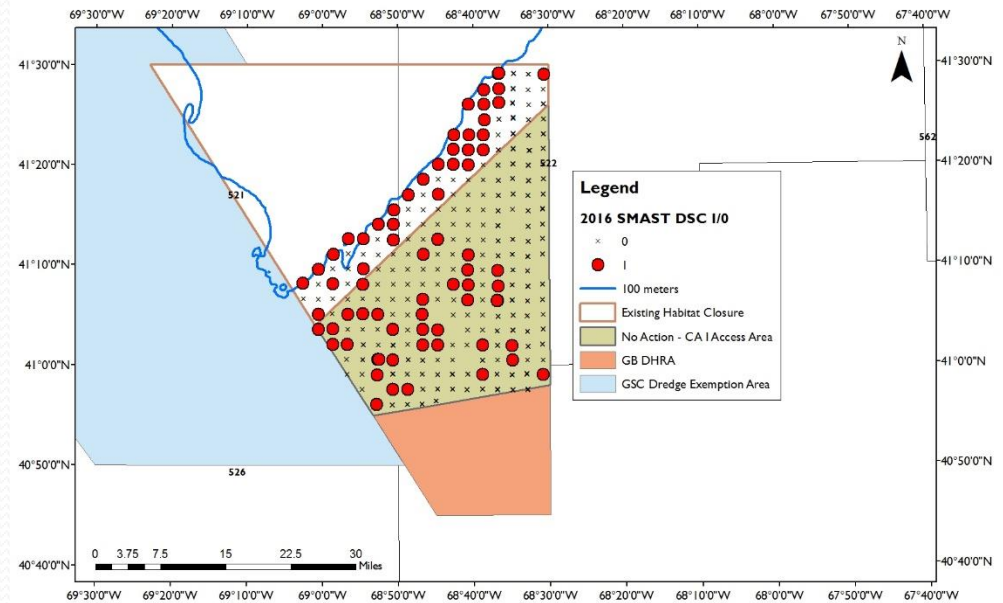 69°30'0"W 69°20'0"W 69°10'0"W 69°0'0"W 68°50'0"W 68°40'0"W 68°30'0"W 68°20'0"W 68°10'0"W 68°0'0"W 67°50'0"W 67°40'0"W
N
41°30'0"N 41°30'0"N
562
41°20'0"N 522 41°20'0"N
521
Legend
2016 SMAST DSC I/0
0
1
100 meters
Existing Habitat Closure
No Action - CA I Access Area
GB DHRA
GSC Dredge Exemption Area
41°10'0"N 41°10'0"N
41°0'0"N 41°0'0"N
40°50'0"N 40°50'0"N
526
0 3.75 7.5 15 22.5 30
Miles
40°40'0"N 40°40'0"N
69°30'0"W 69°20'0"W 69°10'0"W 69°0'0"W 68°50'0"W 68°40'0"W 68°30'0"W 68°20'0"W 68°10'0"W 68°0'0"W 67°50'0"W 67°40'0"W